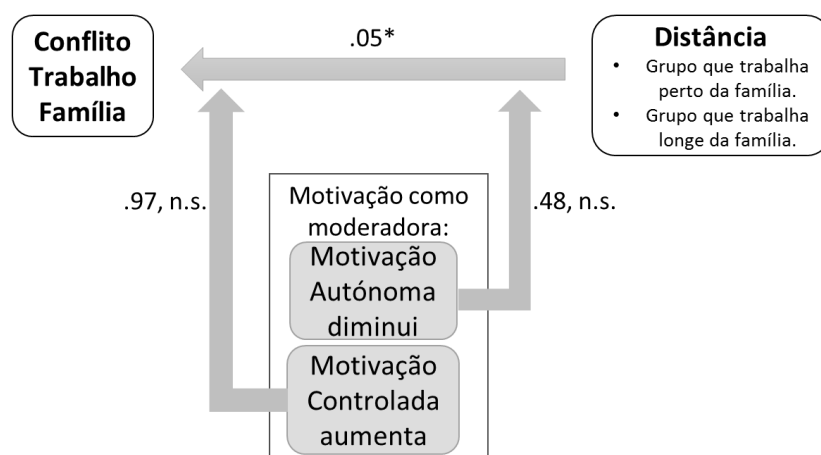 Conflito
Trabalho
Família
.05*
Distância
• Grupo que trabalha
perto da família.
• Grupo que trabalha
longe da família.
.97, n.s.
Motivação como
moderadora:
.48, n.s.
Motivação
Autónoma
diminui
Motivação
Controlada
aumenta